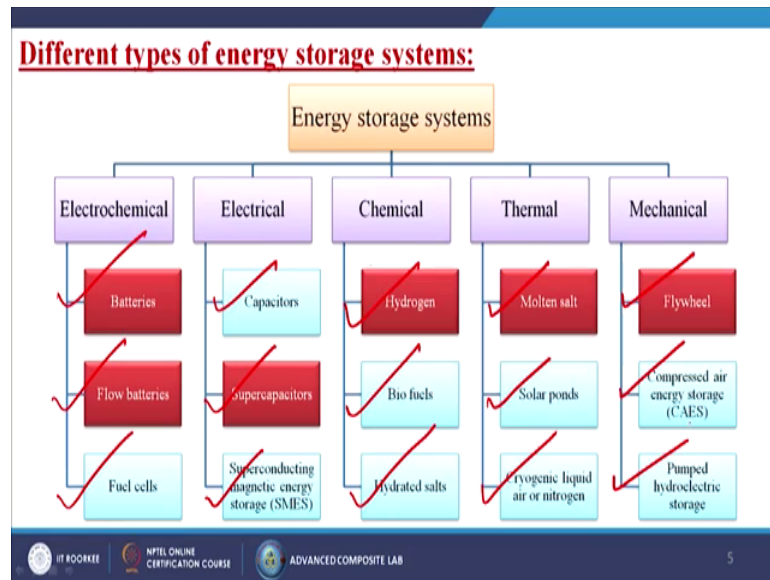 Different types of energy storage systems:
Energy storage systems
Electrochemical
Electrical
Chemical
Thermal
Mechanical
Batteries
Capacitors
Hydrogen
Molten salt
Flywheel
Flow batteries
Supercapacitors
Bio fuels
Solar ponds
Compressed air
energy storage
(CAES)
Fuel cells
Superconducting
magnetic energy
storage (SMES)
Hydrated salts
Cryogenic liquid
air or nitrogen
Pumped
hydroelectric
storage
IIT ROORKEE
NPTEL ONLINE
CERTIFICATION COURSE
ADVANCED COMPOSITE LAB
5